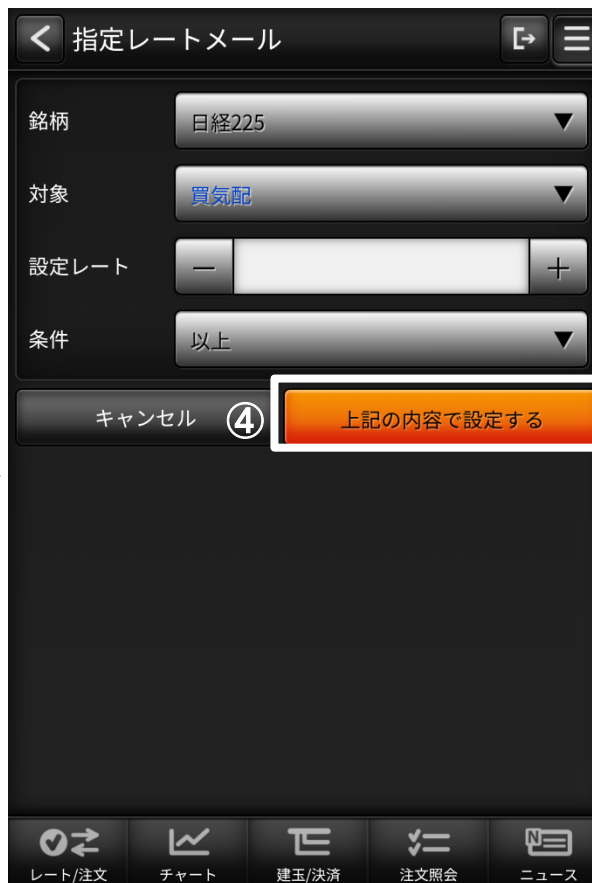 指定レートメール
銘柄 日経225
対象 買気配
設定レート － ＋
条件 以上
キャンセル ④ 上記の内容で設定する
レート/注文 チャート 建玉/決済 注文照会 ニュース